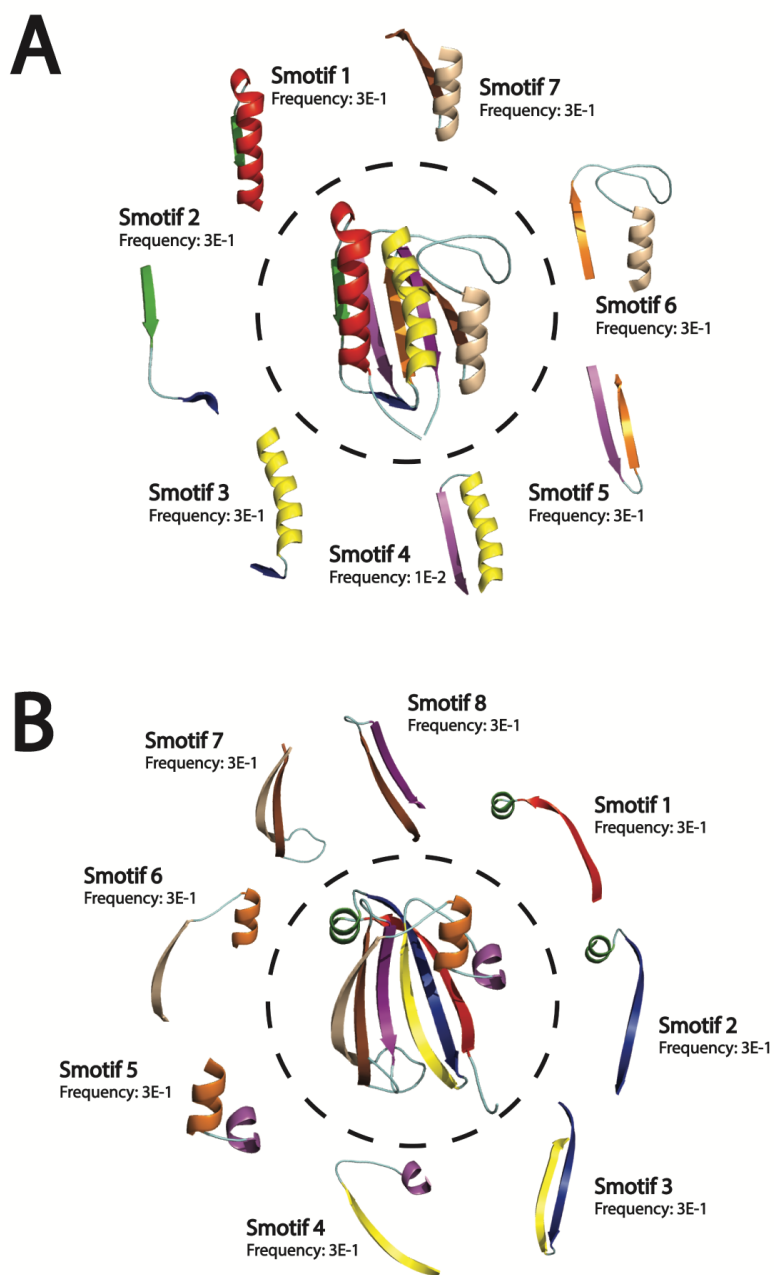 A
Smotif 1
Frequency: 3E-1
Smotif 7
Frequency: 3E-1
Smotif 2
Frequency: 3E-1
Smotif 6
Frequency: 3E-1
Smotif 3
Frequency: 3E-1
Smotif 5
Frequency: 3E-1
Smotif 4
Frequency: 1E-2
B
Smotif 8
Frequency: 3E-1
Smotif 7
Frequency: 3E-1
Smotif 1
Frequency: 3E-1
Smotif 6
Frequency: 3E-1
Smotif 2
Frequency: 3E-1
Smotif 5
Frequency: 3E-1
Smotif 3
Frequency: 3E-1
Smotif 4
Frequency: 3E-1